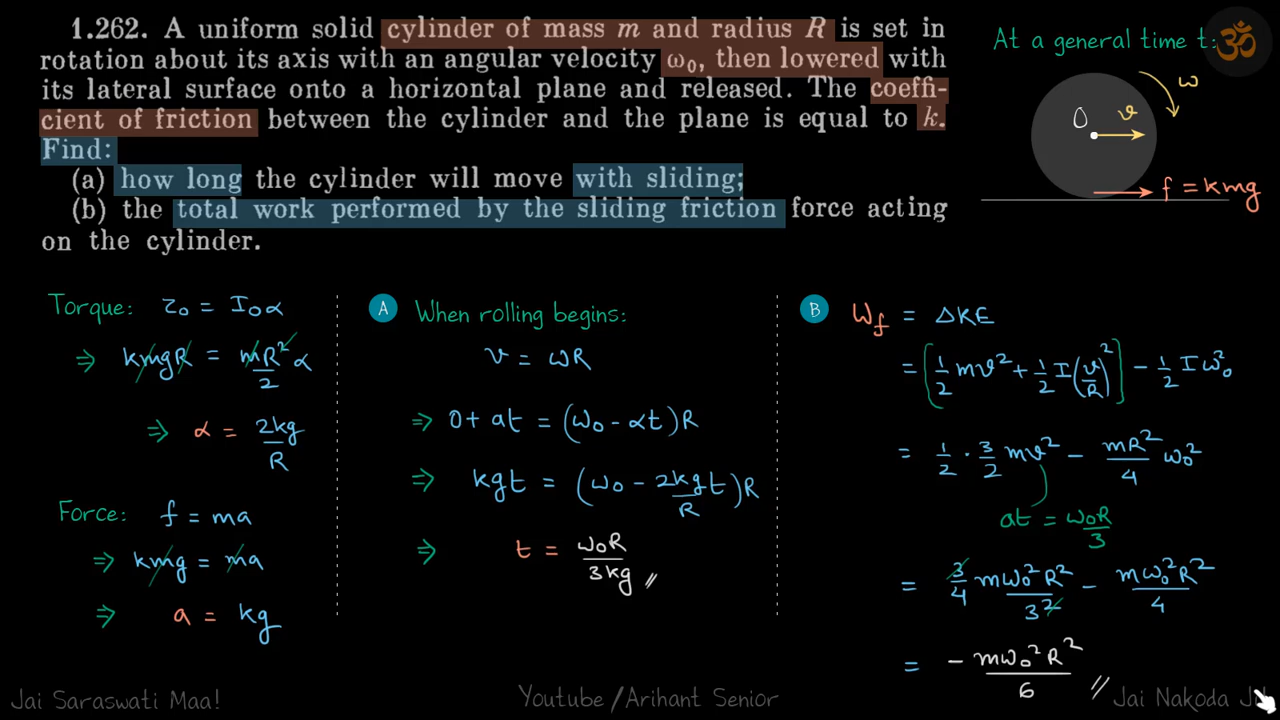 1.262. A uniform solid cylinder of mass m and radius R is set in
rotation about its axis with an angular velocity ω₀, then lowered with
its lateral surface onto a horizontal plane and released. The coeffi-
cient of friction between the cylinder and the plane is equal to k.
Find:
(a) how long the cylinder will move with sliding;
(b) the total work performed by the sliding friction force acting
on the cylinder.
At a general time t:
ॐ
ω
O v
f = kmg
Torque: τ₀ = I₀α
⇒ kmgR = mR²/2 α
⇒ α = 2kg/R
Force: f = ma
⇒ kmg = ma
⇒ a = kg
A When rolling begins:
v = ωR
⇒ 0 + at = (ω₀ - αt)R
⇒ kgt = (ω₀ - 2kg/R t)R
⇒ t = ω₀R/3kg //
B W_f = ΔKE
= [1/2 mv² + 1/2 I(v/R)²] - 1/2 Iω₀²
= 1/2 · 3/2 mv² - mR²/4 ω₀²
at = ω₀R/3
= 3/4 mω₀²R²/3² - mω₀²R²/4
= - mω₀²R²/6 //
Jai Saraswati Maa!
Youtube/Arihant Senior
Jai Nakoda